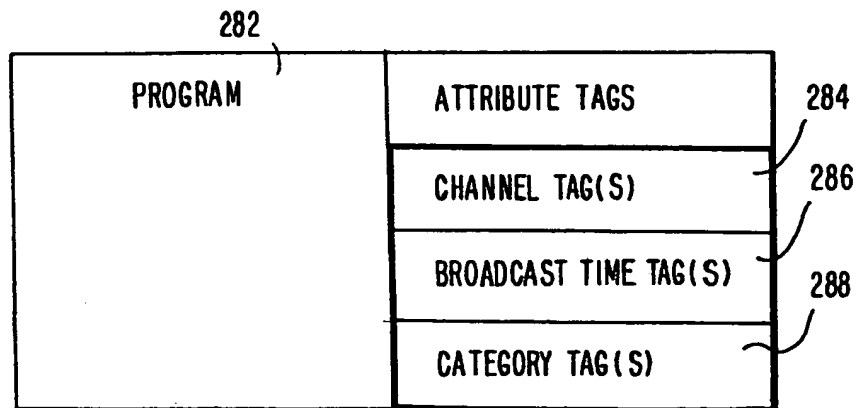 282
PROGRAM
ATTRIBUTE TAGS
284
CHANNEL TAG(S)
286
BROADCAST TIME TAG(S)
288
CATEGORY TAG(S)